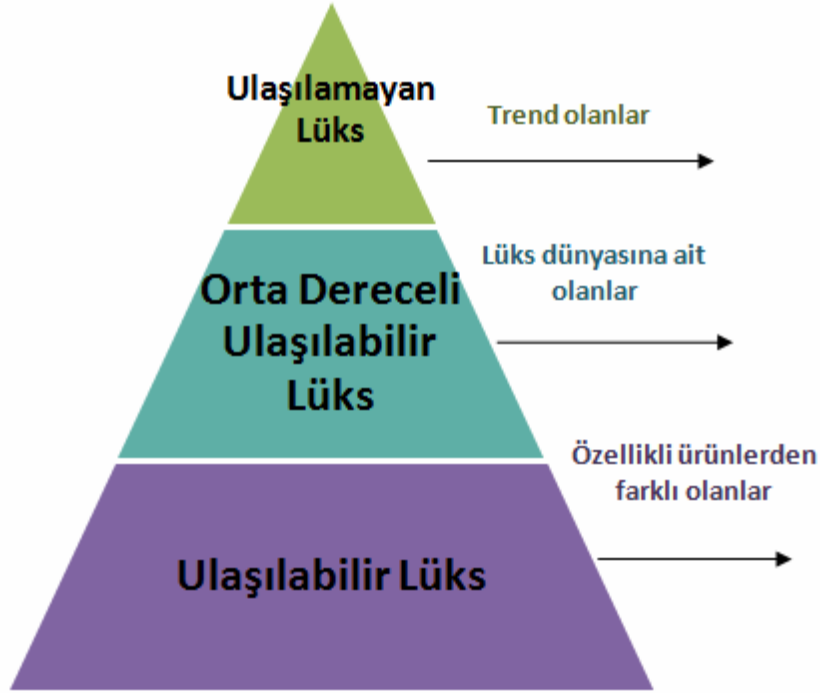 Ulaşılamayan
Lüks
Trend olanlar
Orta Dereceli
Ulaşılabilir
Lüks
Lüks dünyasına ait
olanlar
Ulaşılabilir Lüks
Özellikli ürünlerden
farklı olanlar